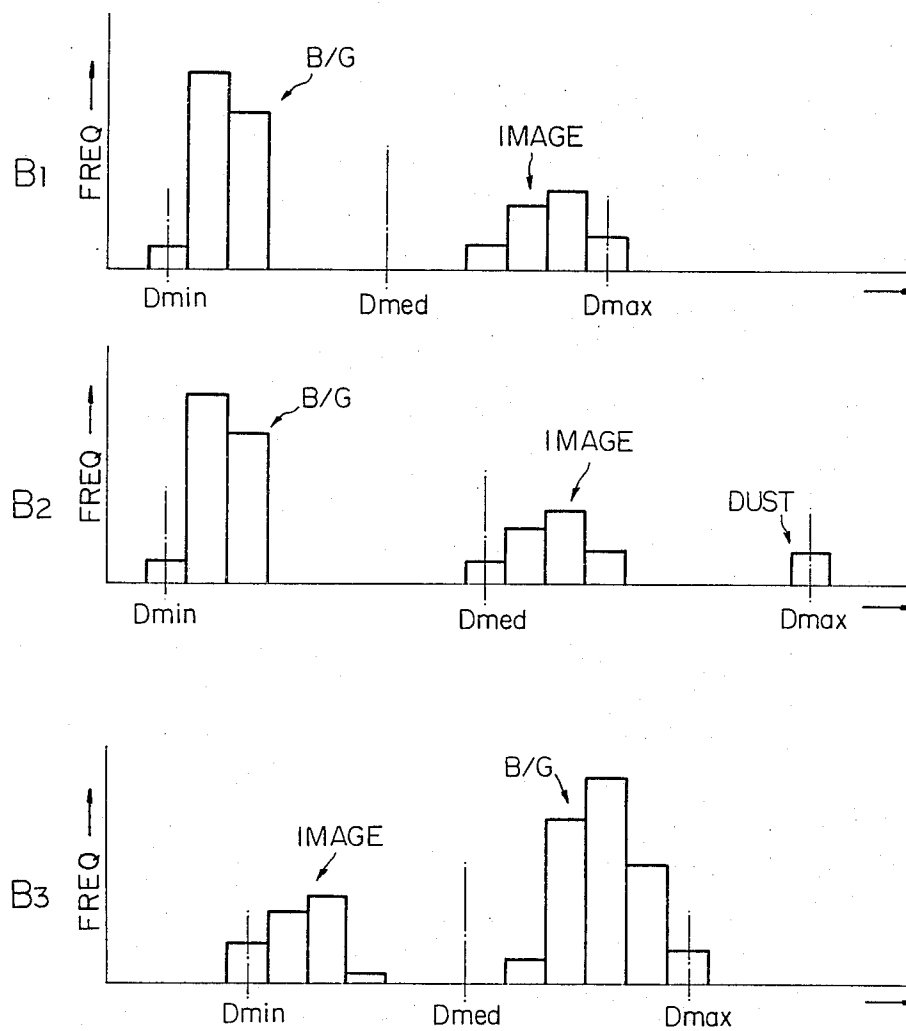 B1
FREQ
B/G
IMAGE
Dmin
Dmed
Dmax
B2
FREQ
B/G
IMAGE
DUST
Dmin
Dmed
Dmax
B3
FREQ
IMAGE
B/G
Dmin
Dmed
Dmax